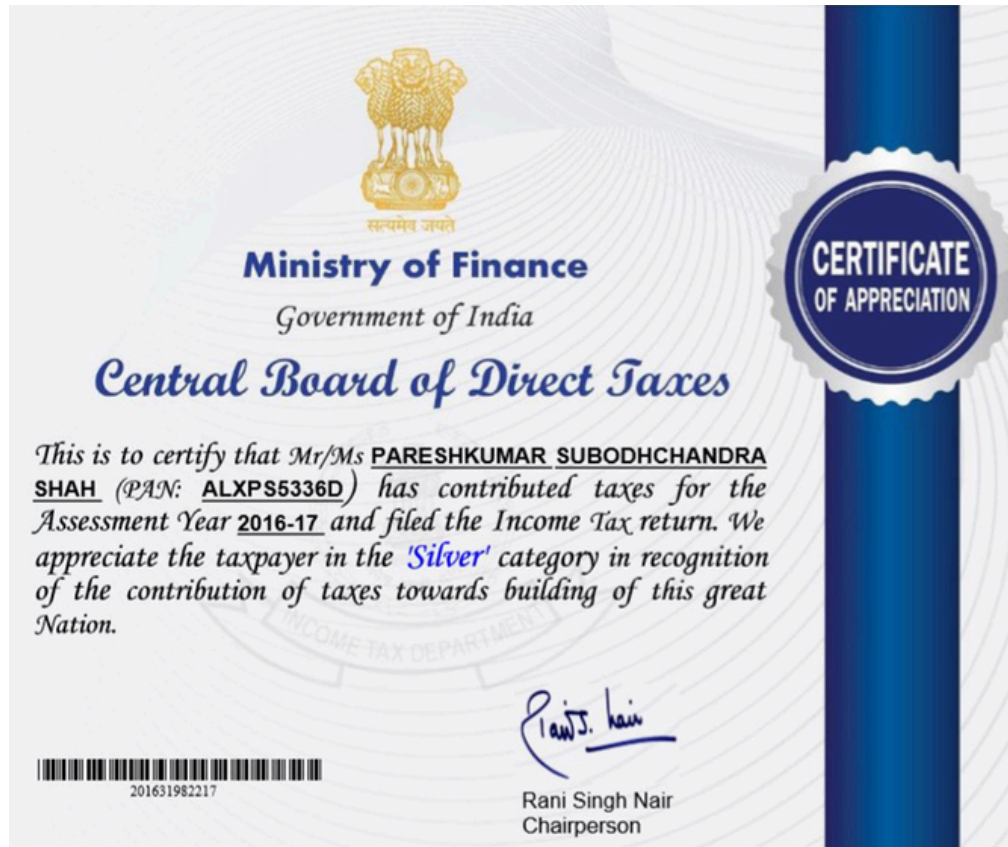 सत्यमेव जयते
Ministry of Finance
Government of India
Central Board of Direct Taxes
CERTIFICATE
OF APPRECIATION
This is to certify that Mr/Ms PARESHKUMAR SUBODHCHANDRA
SHAH (PAN: ALXPS5336D) has contributed taxes for the
Assessment Year 2016-17 and filed the Income Tax return. We
appreciate the taxpayer in the 'Silver' category in recognition
of the contribution of taxes towards building of this great
Nation.
INCOME TAX DEPARTMENT
201631982217
Rani Singh Nair
Chairperson